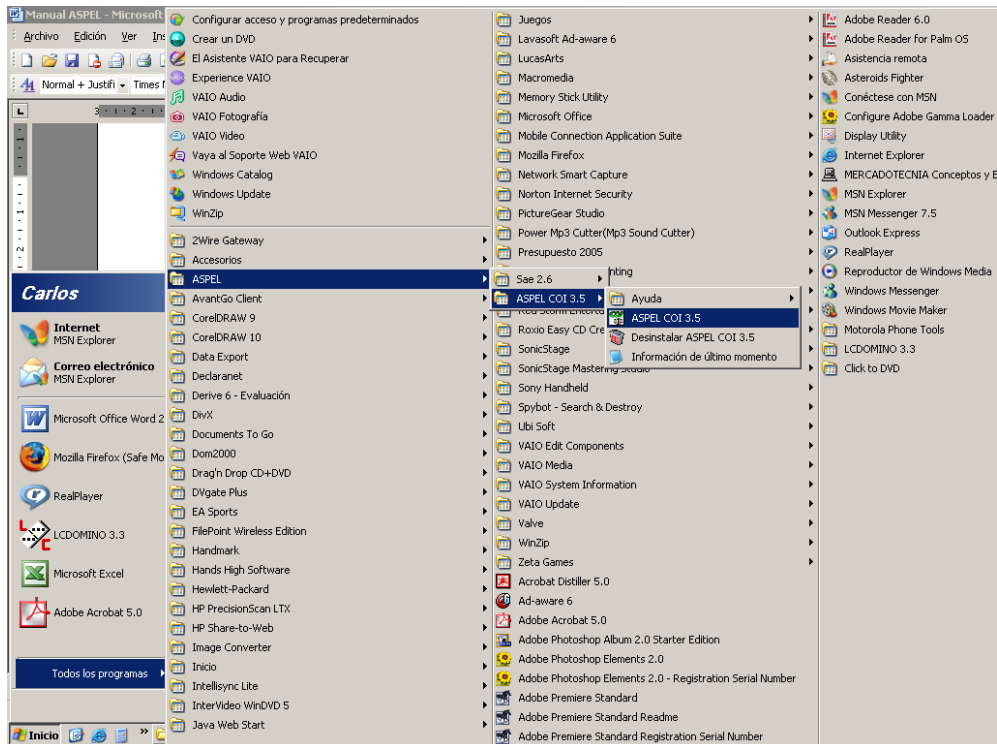 Manual ASPEL - Microsoft
Archivo Edición Ver
Normal + Justifi Times
3 · 1 · 2 · 1 · 1
Carlos
Internet
MSN Explorer
Correo electrónico
MSN Explorer
Microsoft Office Word 2
Mozilla Firefox (Safe Mo
RealPlayer
LCDOMINO 3.3
Microsoft Excel
Adobe Acrobat 5.0
Todos los programas
Inicio
Configurar acceso y programas predeterminados
Crear un DVD
El Asistente VAIO para Recuperar
Experience VAIO
VAIO Audio
VAIO Fotografía
VAIO Video
Vaya al Soporte Web VAIO
Windows Catalog
Windows Update
WinZip
2Wire Gateway
Accesorios
ASPEL
AvantGo Client
CorelDRAW 9
CorelDRAW 10
Data Export
Declaranet
Derive 6 - Evaluación
DivX
Documents To Go
Dom2000
Drag'n Drop CD+DVD
DVgate Plus
EA Sports
FilePoint Wireless Edition
Handmark
Hands High Software
Hewlett-Packard
HP PrecisionScan LTX
HP Share-to-Web
Image Converter
Inicio
Intellisync Lite
InterVideo WinDVD 5
Java Web Start
Juegos
Lavasoft Ad-aware 6
LucasArts
Macromedia
Memory Stick Utility
Microsoft Office
Mobile Connection Application Suite
Mozilla Firefox
Network Smart Capture
Norton Internet Security
PictureGear Studio
Power Mp3 Cutter(Mp3 Sound Cutter)
Presupuesto 2005
nting
Sae 2.6
ASPEL COI 3.5
Ayuda
ASPEL COI 3.5
Desinstalar ASPEL COI 3.5
Información de último momento
Roxio Easy CD Cre
SonicStage
SonicStage Mastering Studio
Sony Handheld
Spybot - Search & Destroy
Ubi Soft
VAIO Edit Components
VAIO Media
VAIO System Information
VAIO Update
Valve
WinZip
Zeta Games
Acrobat Distiller 5.0
Ad-aware 6
Adobe Acrobat 5.0
Adobe Photoshop Album 2.0 Starter Edition
Adobe Photoshop Elements 2.0
Adobe Photoshop Elements 2.0 - Registration Serial Number
Adobe Premiere Standard
Adobe Premiere Standard Readme
Adobe Premiere Standard Registration Serial Number
Adobe Reader 6.0
Adobe Reader for Palm OS
Asistencia remota
Asteroids Fighter
Conéctese con MSN
Configure Adobe Gamma Loader
Display Utility
Internet Explorer
MERCADOTECNIA Conceptos y E
MSN Explorer
MSN Messenger 7.5
Outlook Express
RealPlayer
Reproductor de Windows Media
Windows Messenger
Windows Movie Maker
Motorola Phone Tools
LCDOMINO 3.3
Click to DVD